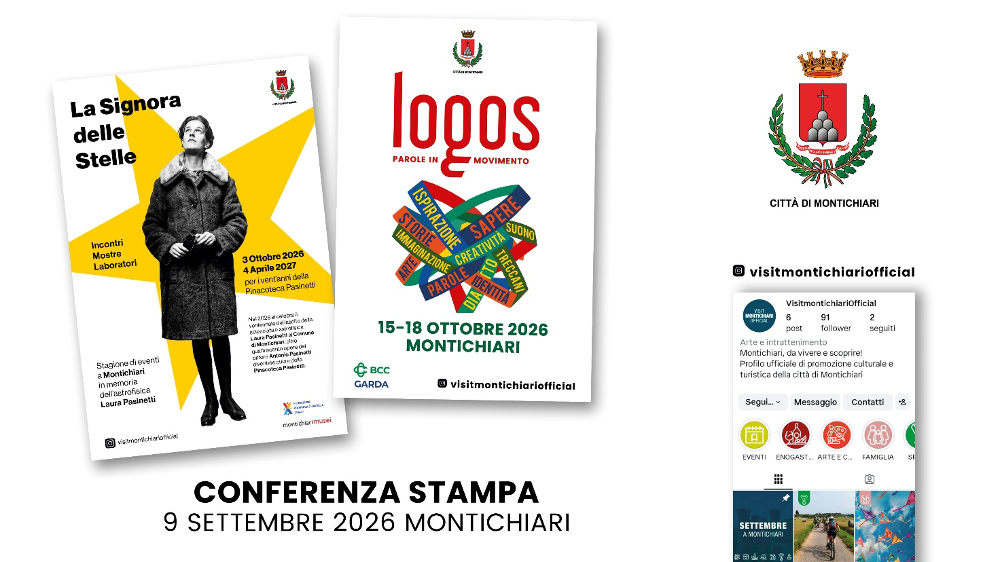 La Signora
delle
Stelle
CITTÀ DI MONTICHIARI
Incontri
Mostre
Laboratori
3 Ottobre 2026
4 Aprile 2027
per i vent'anni della
Pinacoteca Pasinetti
Nel 2026 si celebra il
ventennale dal lascito della
scienziata e astrofisica
Laura Pasinetti al Comune
di Montichiari, oltre
quattrocento opere del
pittore Antonio Pasinetti
diventate cuore della
Pinacoteca Pasinetti.
Stagione di eventi
a Montichiari
in memoria
dell'astrofisica
Laura Pasinetti
FONDAZIONE
PROVINCIA DI BRESCIA
EVENTI
montichiarimusei
visitmontichiariofficial
CITTÀ DI MONTICHIARI
logos
PAROLE IN MOVIMENTO
ISPIRAZIONE
SAPERE
STORIE
SUONO
IMMAGINAZIONE
CREATIVITÀ
ARTE
TRECCANI
PAROLE
IDENTITÀ
15-18 OTTOBRE 2026
MONTICHIARI
BCC
GARDA
visitmontichiariofficial
CONFERENZA STAMPA
9 SETTEMBRE 2026 MONTICHIARI
CITTÀ DI MONTICHIARI
visitmontichiariofficial
VISIT
MONTICHIARI
OFFICIAL
VisitmontichiariOfficial
6 91 2
post follower seguiti
Arte e intrattenimento
Montichiari, da vivere e scoprire!
Profilo ufficiale di promozione culturale e
turistica della città di Montichiari
Segui... Messaggio Contatti
EVENTI ENOGAST... ARTE E C... FAMIGLIA SP
SETTEMBRE
A MONTICHIARI